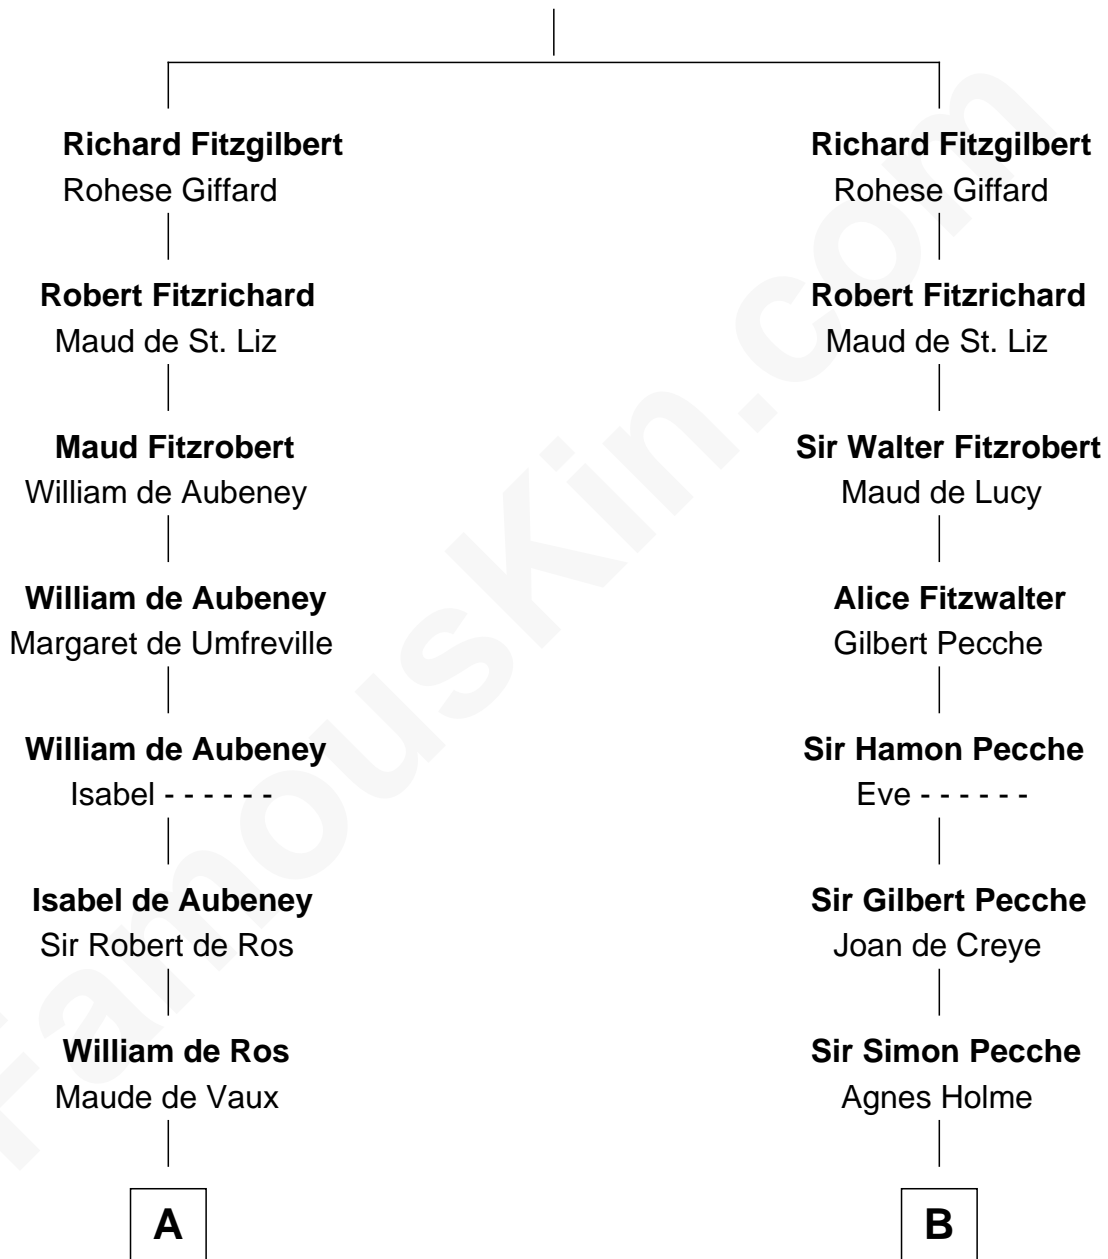 Richard Fitzgilbert
Rohese Giffard
Robert Fitzrichard
Maud de St. Liz
Maud Fitzrobert
William de Aubeney
William de Aubeney
Margaret de Umfreville
William de Aubeney
Isabel - - - - - -
Isabel de Aubeney
Sir Robert de Ros
William de Ros
Maude de Vaux
A
Richard Fitzgilbert
Rohese Giffard
Robert Fitzrichard
Maud de St. Liz
Sir Walter Fitzrobert
Maud de Lucy
Alice Fitzwalter
Gilbert Pecche
Sir Hamon Pecche
Eve - - - - - -
Sir Gilbert Pecche
Joan de Creye
Sir Simon Pecche
Agnes Holme
B
FamousKin.com